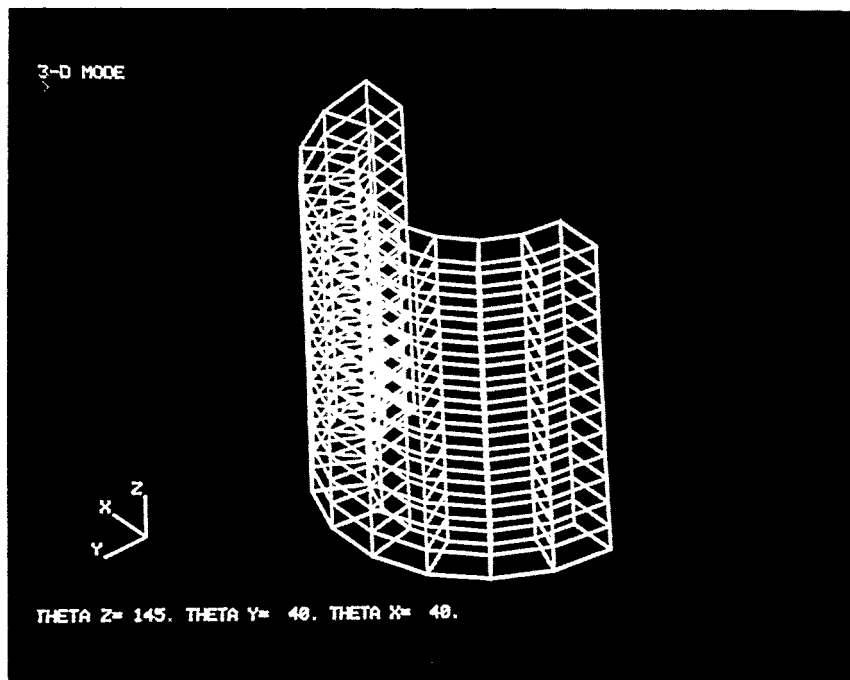 3-D MODE
Z
X
Y
THETA Z= 145. THETA Y= 40. THETA X= 40.